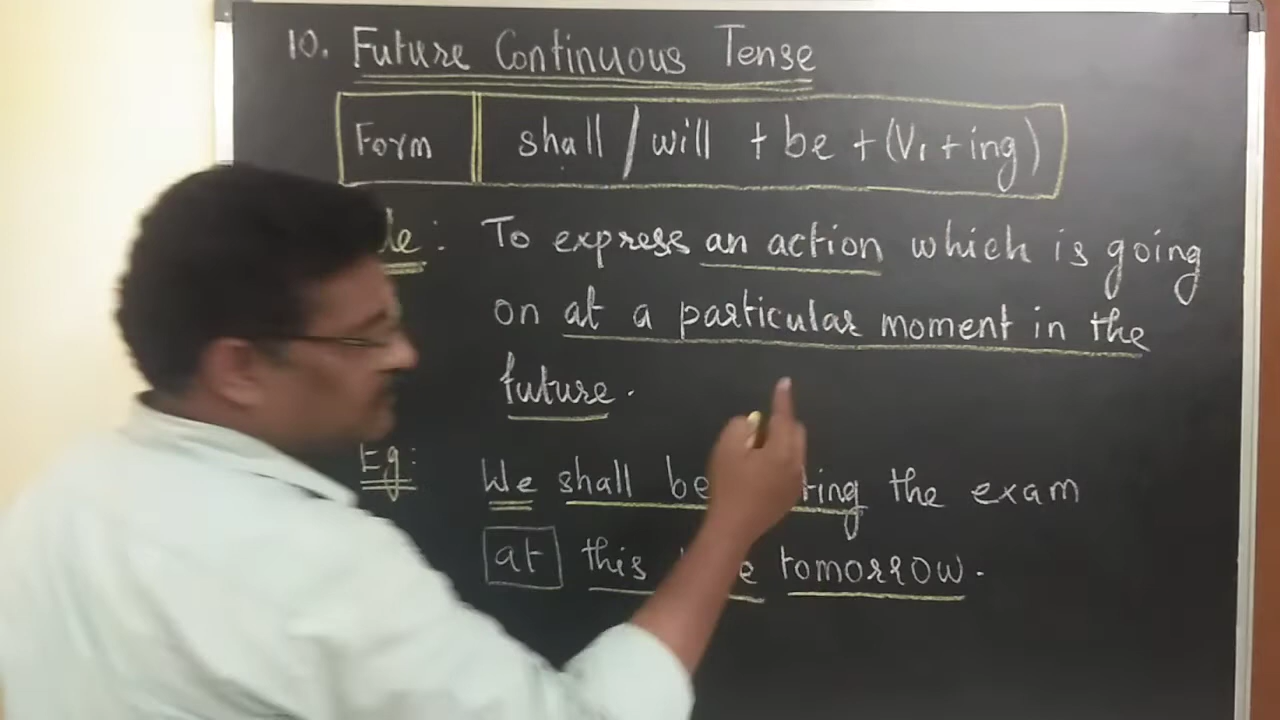 10. Future Continuous Tense
Form shall / will + be + (V1 + ing)
: To express an action which is going
on at a particular moment in the
future.
Eg: We shall be the exam
at this tomorrow.